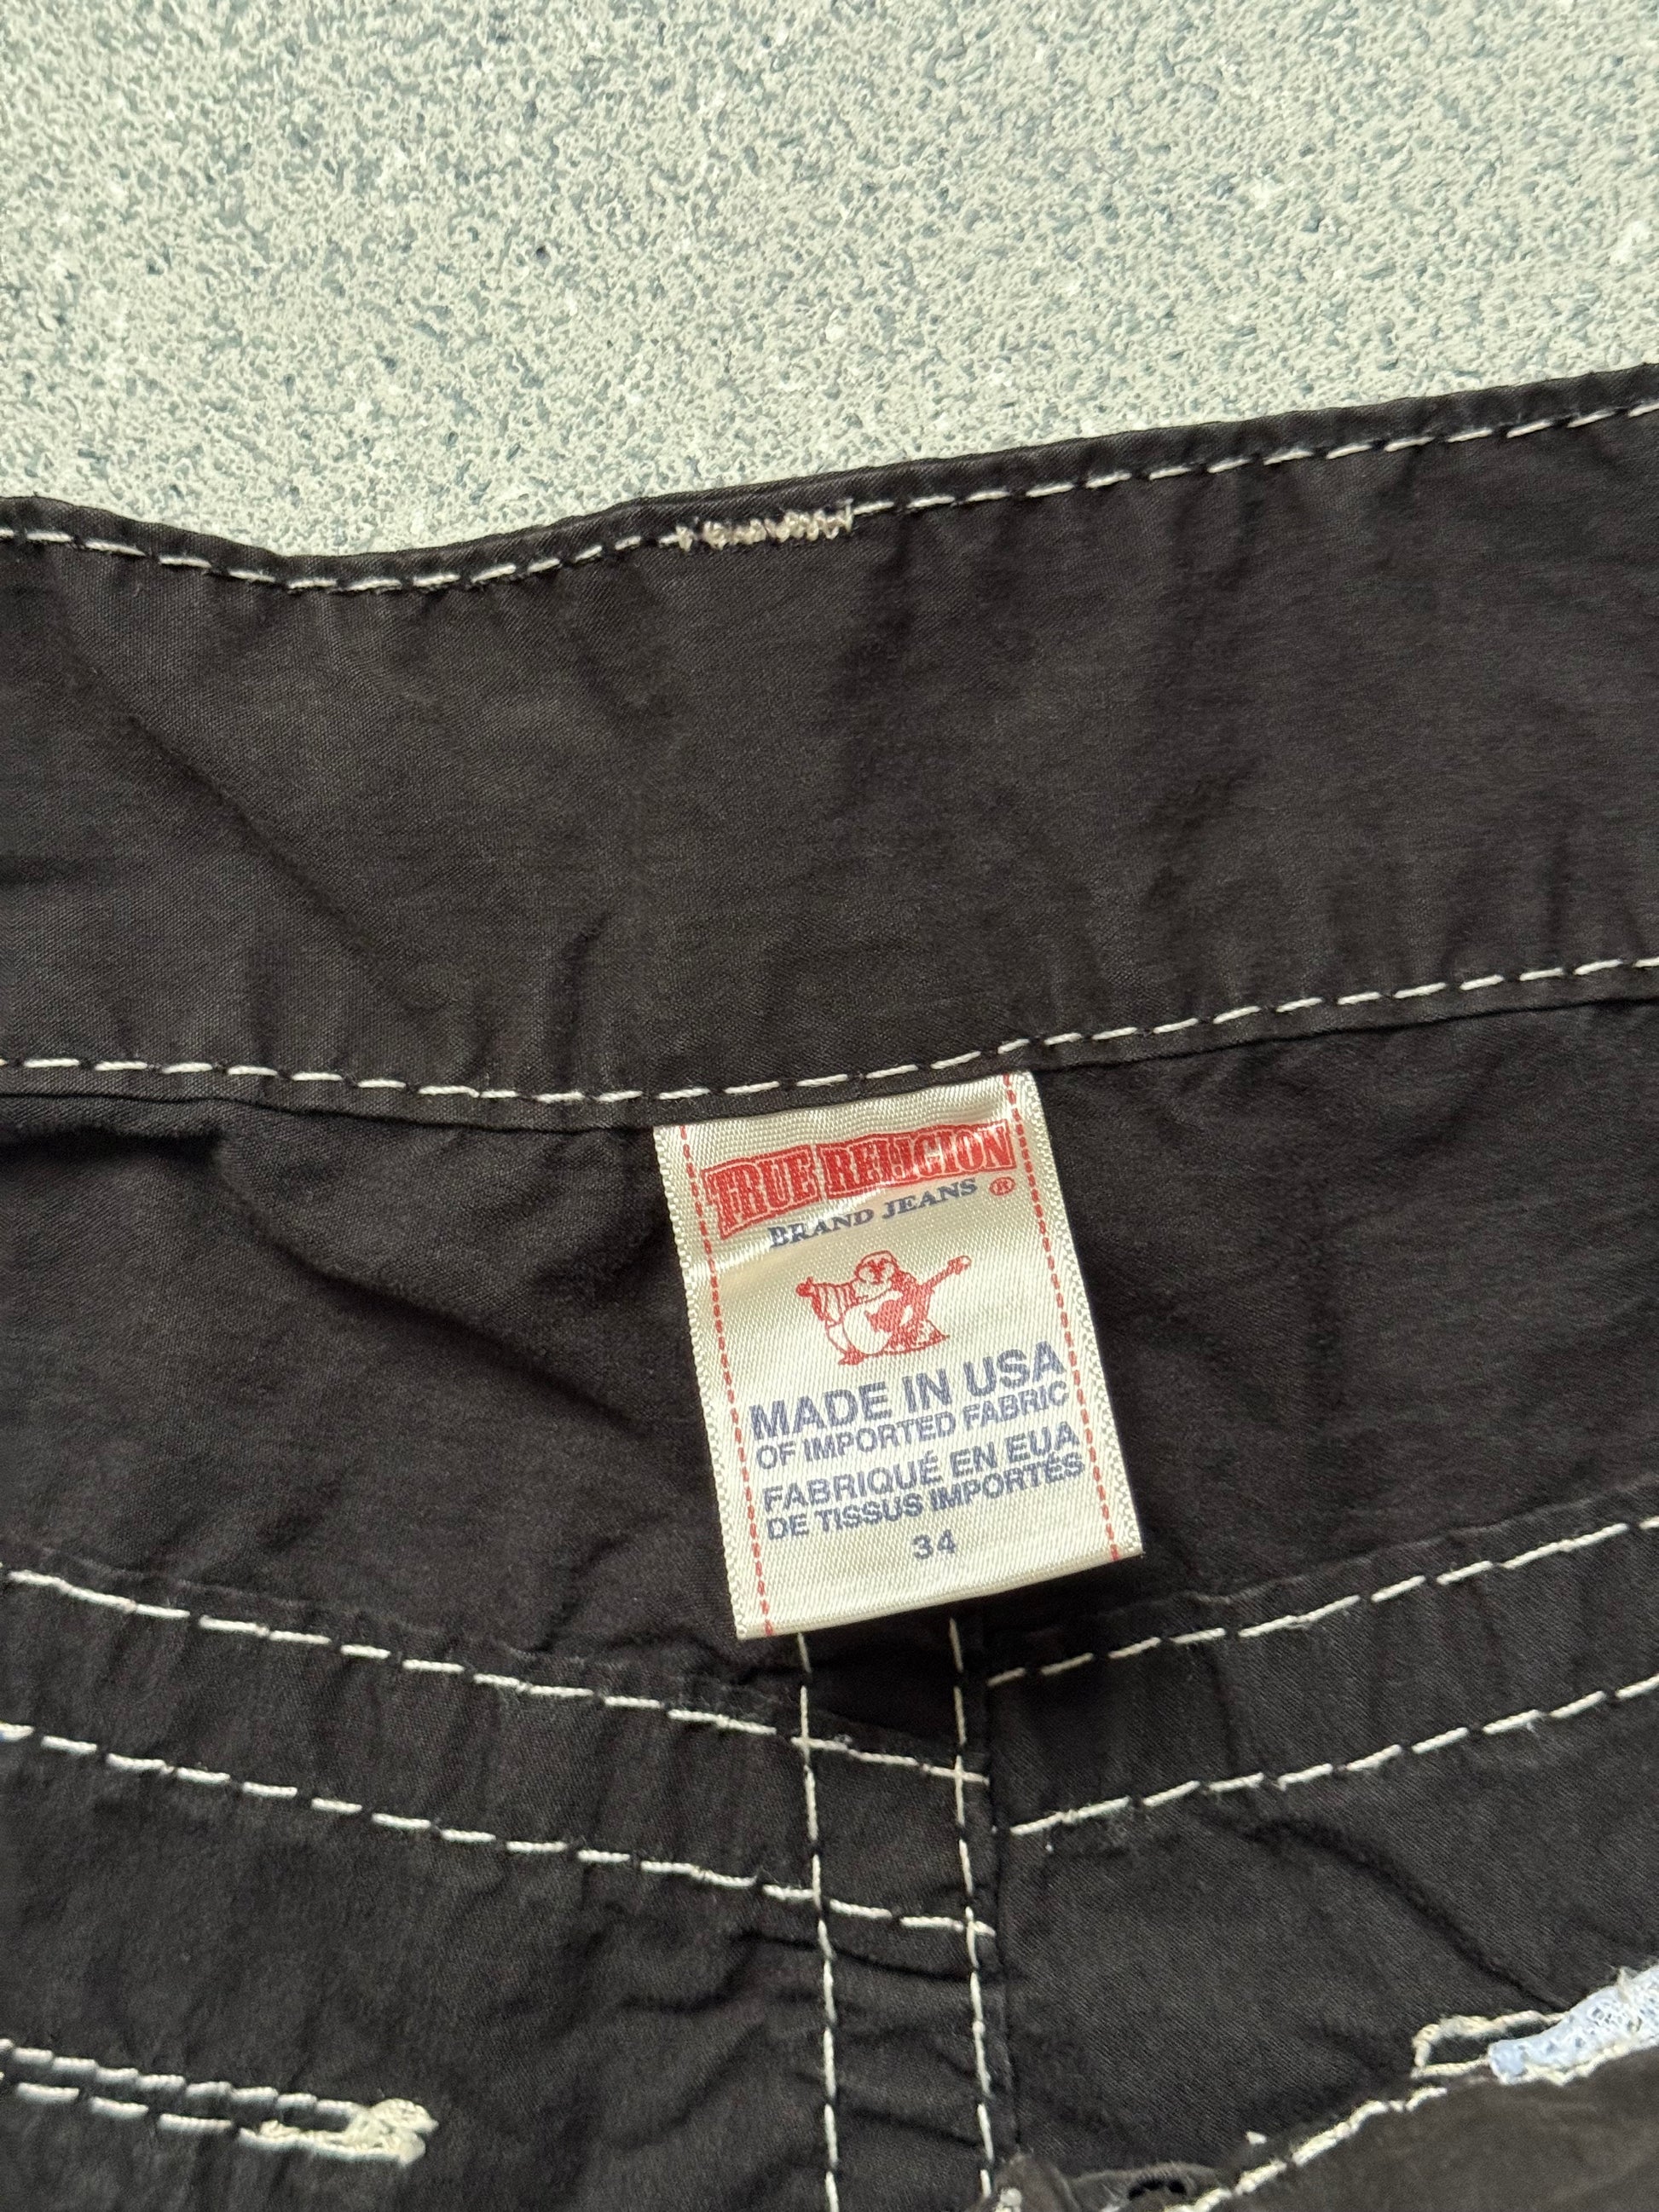 TRUE RELIGION
BRAND JEANS ®
MADE IN USA
OF IMPORTED FABRIC
FABRIQUÉ EN EUA
DE TISSUS IMPORTÉS
34